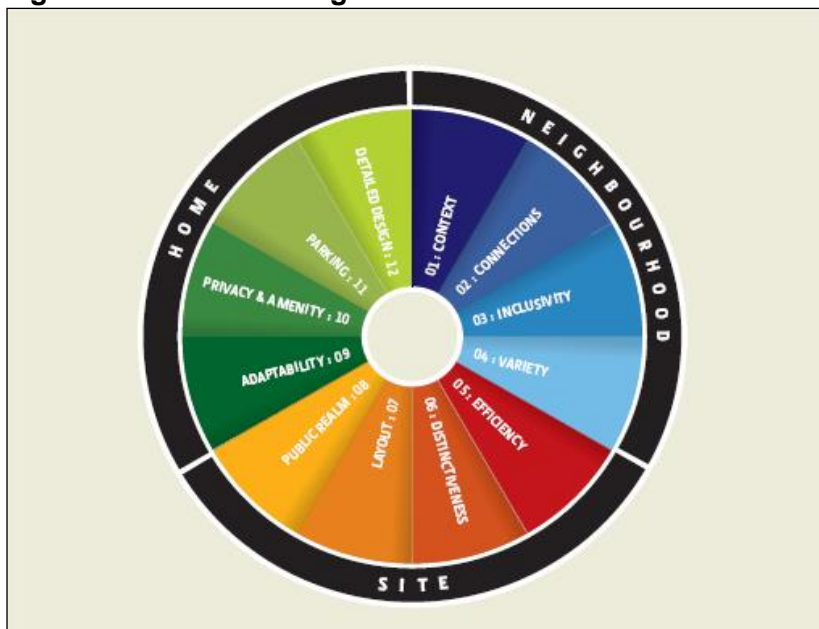 NEIGHBOURHOOD
01 : CONTEXT
02 : CONNECTIONS
03 : INCLUSIVITY
04 : VARIETY
SITE
05 : EFFICIENCY
06 : DISTINCTIVENESS
LAYOUT : 07
PUBLIC REALM : 08
HOME
ADAPTABILITY : 09
PRIVACY & AMENITY : 10
PARKING : 11
DETAILED DESIGN : 12